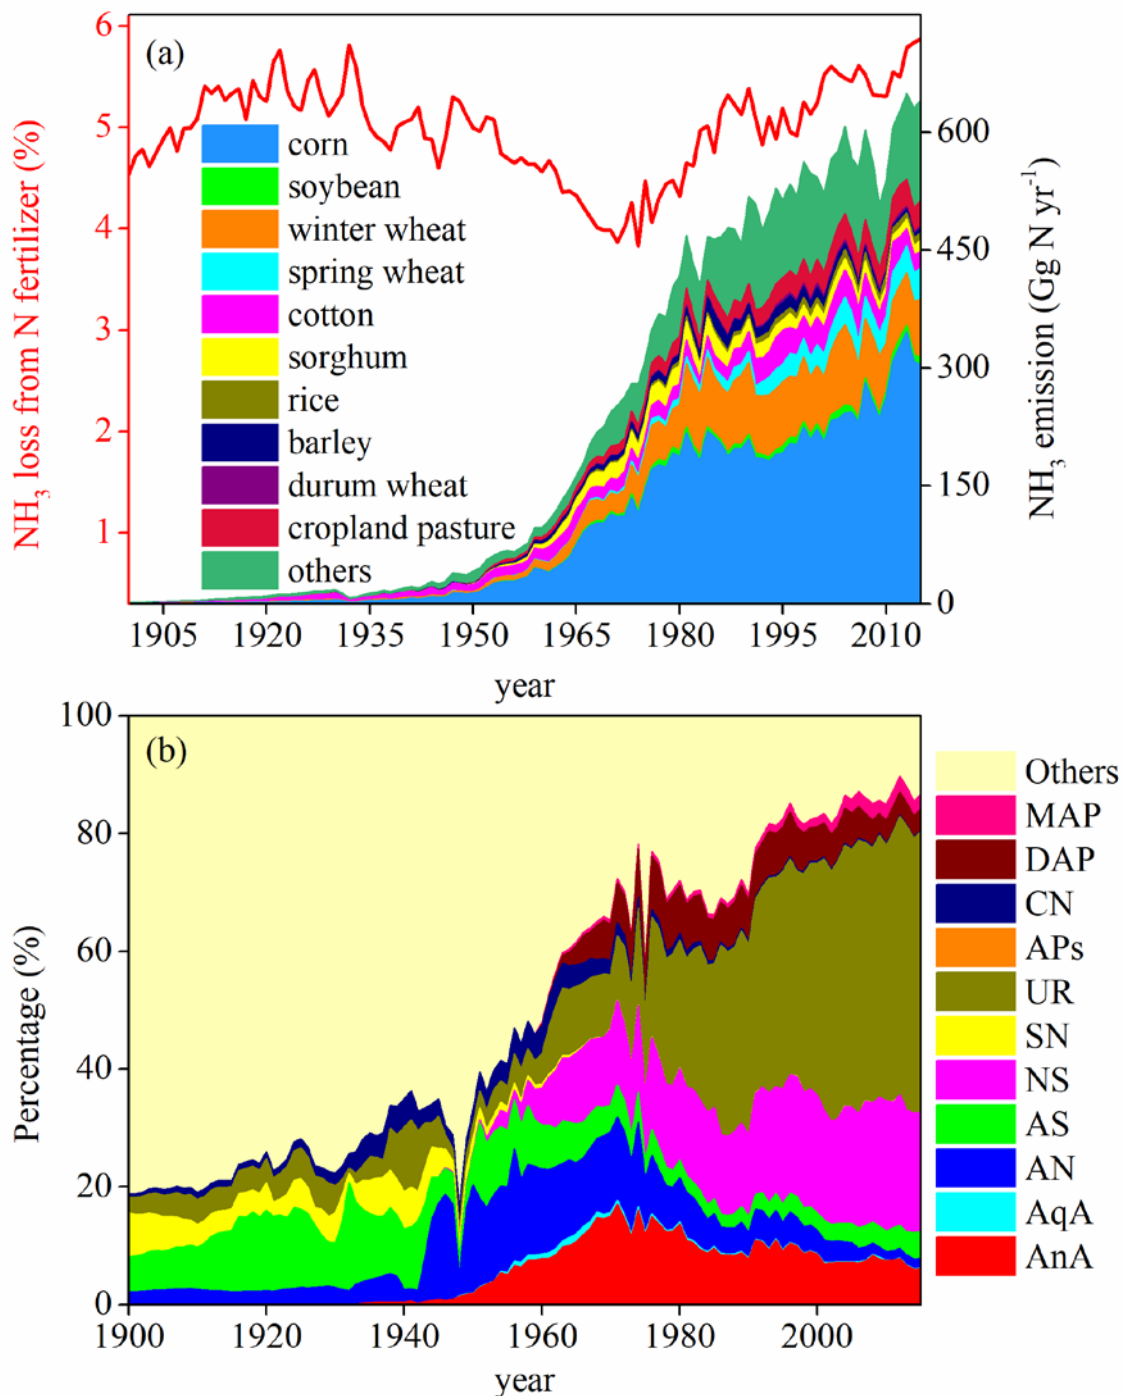 (a)
NH₃ loss from N fertilizer (%)
6
5
4
3
2
1
corn
soybean
winter wheat
spring wheat
cotton
sorghum
rice
barley
durum wheat
cropland pasture
others
600
450
300
150
0
NH₃ emission (Gg N yr⁻¹)
1905 1920 1935 1950 1965 1980 1995 2010
year
(b)
Percentage (%)
100
80
60
40
20
0
Others
MAP
DAP
CN
APs
UR
SN
NS
AS
AN
AqA
AnA
1900 1920 1940 1960 1980 2000
year